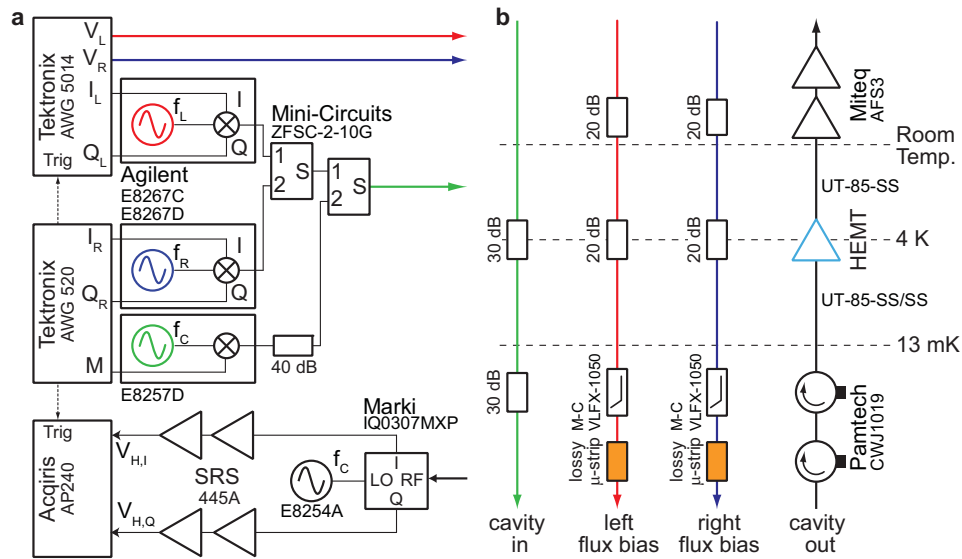 a
Tektronix
AWG 5014
Trig
V_L
V_R
I_L
Q_L
f_L
I
Q
Agilent
E8267C
E8267D
Mini-Circuits
ZFSC-2-10G
1
2
S
1
2
S
Tektronix
AWG 520
I_R
Q_R
M
f_R
I
Q
f_C
E8257D
40 dB
Acqiris
AP240
Trig
V_H,I
V_H,Q
SRS
445A
f_C
E8254A
Marki
IQ0307MXP
I
LO RF
Q
b
20 dB
20 dB
Miteq
AFS3
Room
Temp.
UT-85-SS
30 dB
20 dB
20 dB
HEMT
4 K
UT-85-SS/SS
13 mK
30 dB
M-C
VLFX-1050
lossy
μ-strip
M-C
VLFX-1050
lossy
μ-strip
Pamtech
CWJ1019
cavity
in
left
flux bias
right
flux bias
cavity
out